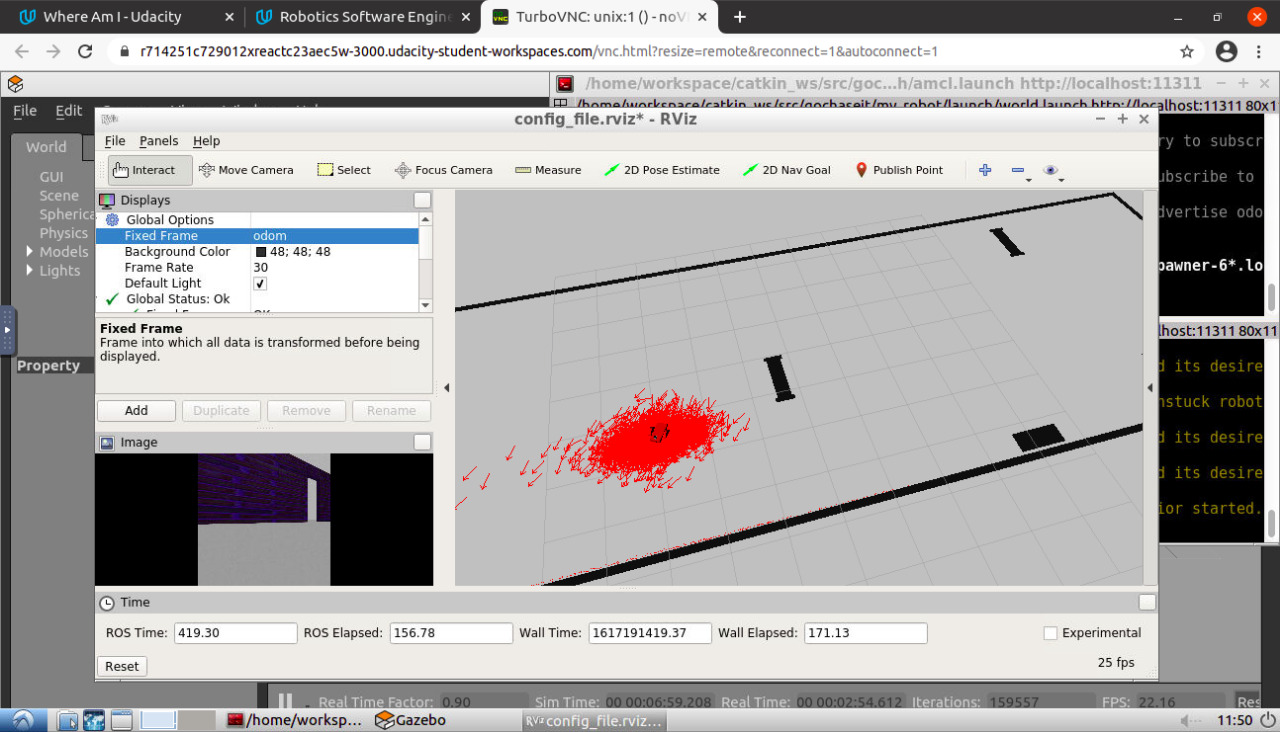 Where Am I - Udacity
Robotics Software Engine
TurboVNC: unix:1 () - noV
r714251c729012xreactc23aec5w-3000.udacity-student-workspaces.com/vnc.html?resize=remote&reconnect=1&autoconnect=1
/home/workspace/catkin_ws/src/goc...h/amcl.launch http://localhost:11311
/home/workspace/catkin_ws/src/gochaseit/my_robot/launch/world.launch http://localhost:11311 80x11
File Edit
World
GUI
Scene
Spherica
Physics
Models
Lights
Property
config_file.rviz* - RViz
File Panels Help
Interact Move Camera Select Focus Camera Measure 2D Pose Estimate 2D Nav Goal Publish Point
Displays
Global Options
Fixed Frame odom
Background Color 48; 48; 48
Frame Rate 30
Default Light
Global Status: Ok
Fixed Frame
Frame into which all data is transformed before being
displayed.
Add Duplicate Remove Rename
Image
ry to subscr
ubscribe to
dvertise odo
pawner-6*.lo
lhost:11311 80x11
d its desire
nstuck robot
d its desire
d its desire
ior started.
Time
ROS Time: 419.30 ROS Elapsed: 156.78 Wall Time: 1617191419.37 Wall Elapsed: 171.13 Experimental
Reset 25 fps
Real Time Factor: 0.90 Sim Time: 00 00:06:59.208 Real Time: 00 00:02:54.612 Iterations: 159557 FPS: 22.16 Res
/home/worksp... Gazebo config_file.rviz... 11:50